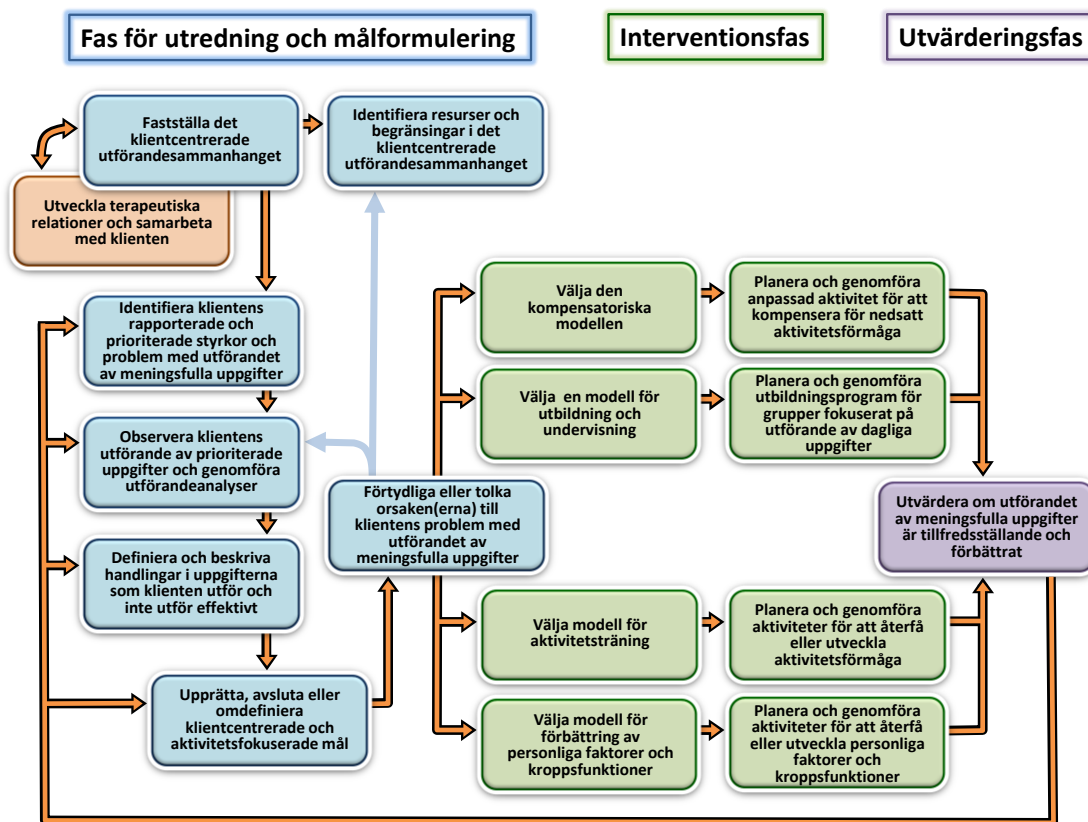 Fas för utredning och målformulering
Interventionsfas
Utvärderingsfas
Fastställa det
klientcentrerade
utförandesammanhanget
Identifiera resurser och
begränsingar i det
klientcentrerade
utförandesammanhanget
Utveckla terapeutiska
relationer och samarbeta
med klienten
Identifiera klientens
rapporterade och
prioriterade styrkor och
problem med utförandet
av meningsfulla uppgifter
Observera klientens
utförande av prioriterade
uppgifter och genomföra
utförandeanalyser
Definiera och beskriva
handlingar i uppgifterna
som klienten utför och
inte utför effektivt
Upprätta, avsluta eller
omdefiniera
klientcentrerade och
aktivitetsfokuserade mål
Förtydliga eller tolka
orsaken(erna) till
klientens problem med
utförandet av
meningsfulla uppgifter
Välja den
kompensatoriska
modellen
Planera och genomföra
anpassad aktivitet för att
kompensera för nedsatt
aktivitetsförmåga
Välja en modell för
utbildning och
undervisning
Planera och genomföra
utbildningsprogram för
grupper fokuserat på
utförande av dagliga
uppgifter
Välja modell för
aktivitetsträning
Planera och genomföra
aktiviteter för att återfå
eller utveckla
aktivitetsförmåga
Välja modell för
förbättring av
personliga faktorer och
kroppsfunktioner
Planera och genomföra
aktiviteter för att återfå
eller utveckla personliga
faktorer och
kroppsfunktioner
Utvärdera om utförandet
av meningsfulla uppgifter
är tillfredsställande och
förbättrat